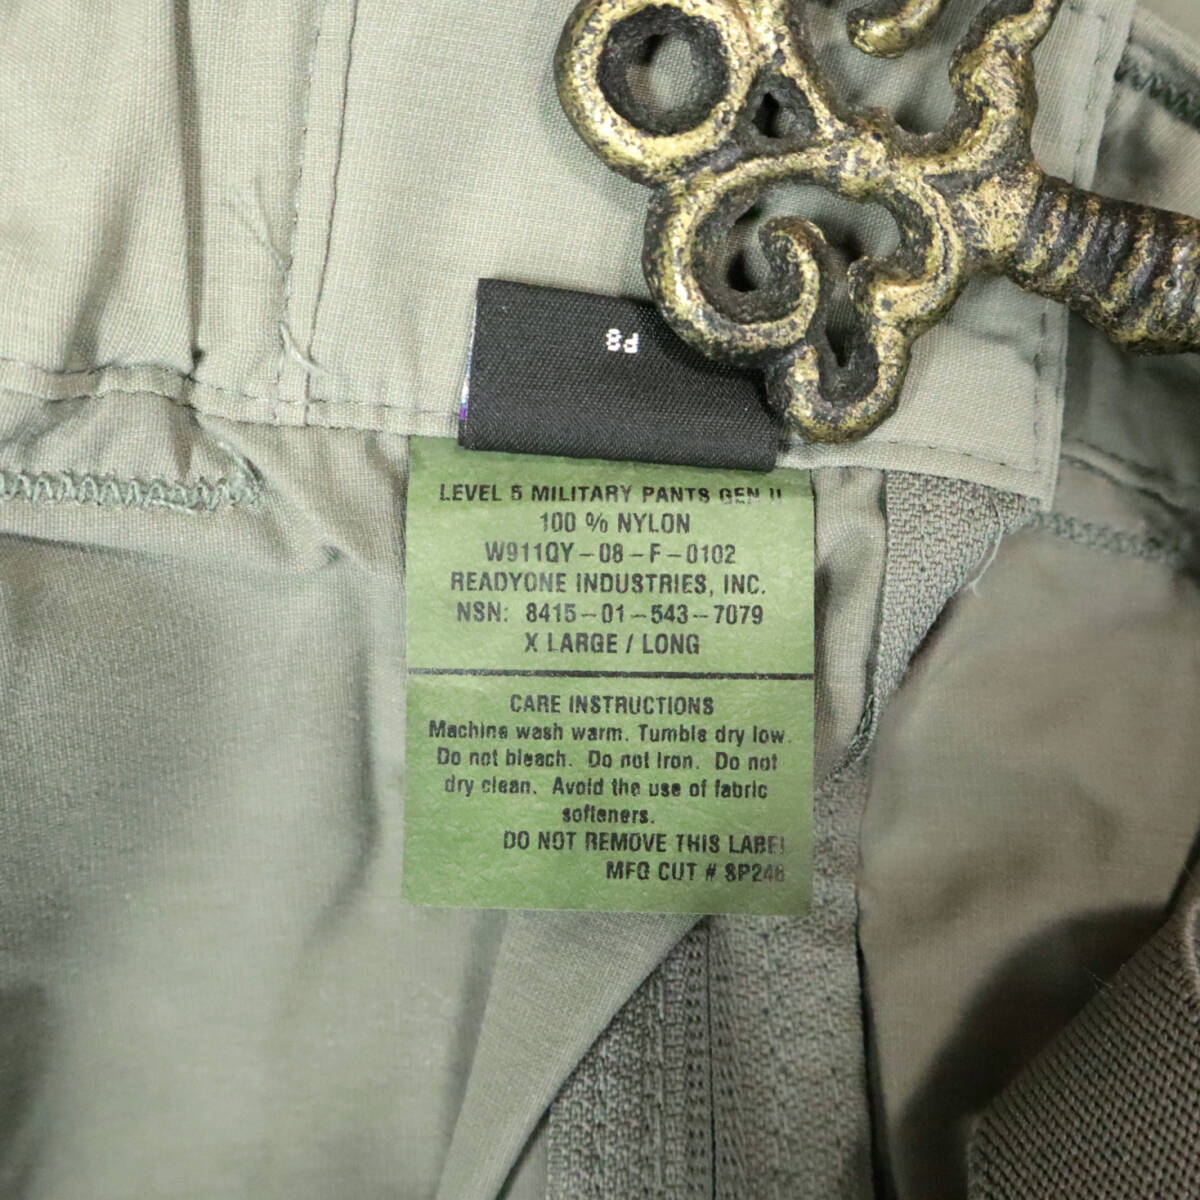 P8
LEVEL 5 MILITARY PANTS GEN II
100 % NYLON
W911QY-08-F-0102
READYONE INDUSTRIES, INC.
NSN: 8415-01-543-7079
X LARGE / LONG
CARE INSTRUCTIONS
Machine wash warm. Tumble dry low.
Do not bleach. Do not Iron. Do not
dry clean. Avoid the use of fabric
softeners.
DO NOT REMOVE THIS LABEL
MFG CUT # SP246